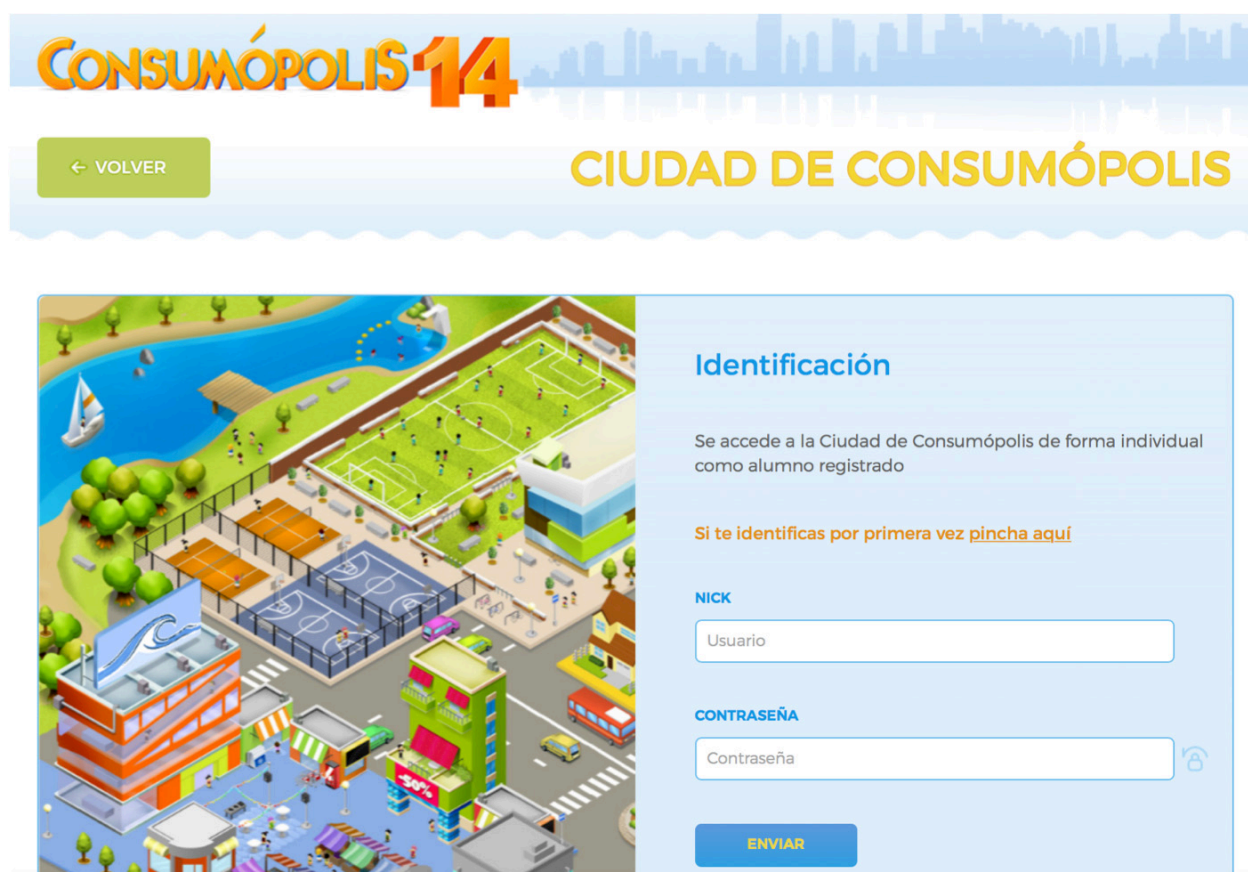 CONSUMÓPOLIS 14
← VOLVER
CIUDAD DE CONSUMÓPOLIS
Identificación
Se accede a la Ciudad de Consumópolis de forma individual
como alumno registrado
Si te identificas por primera vez pincha aquí
NICK
Usuario
CONTRASEÑA
Contraseña
-50%
ENVIAR